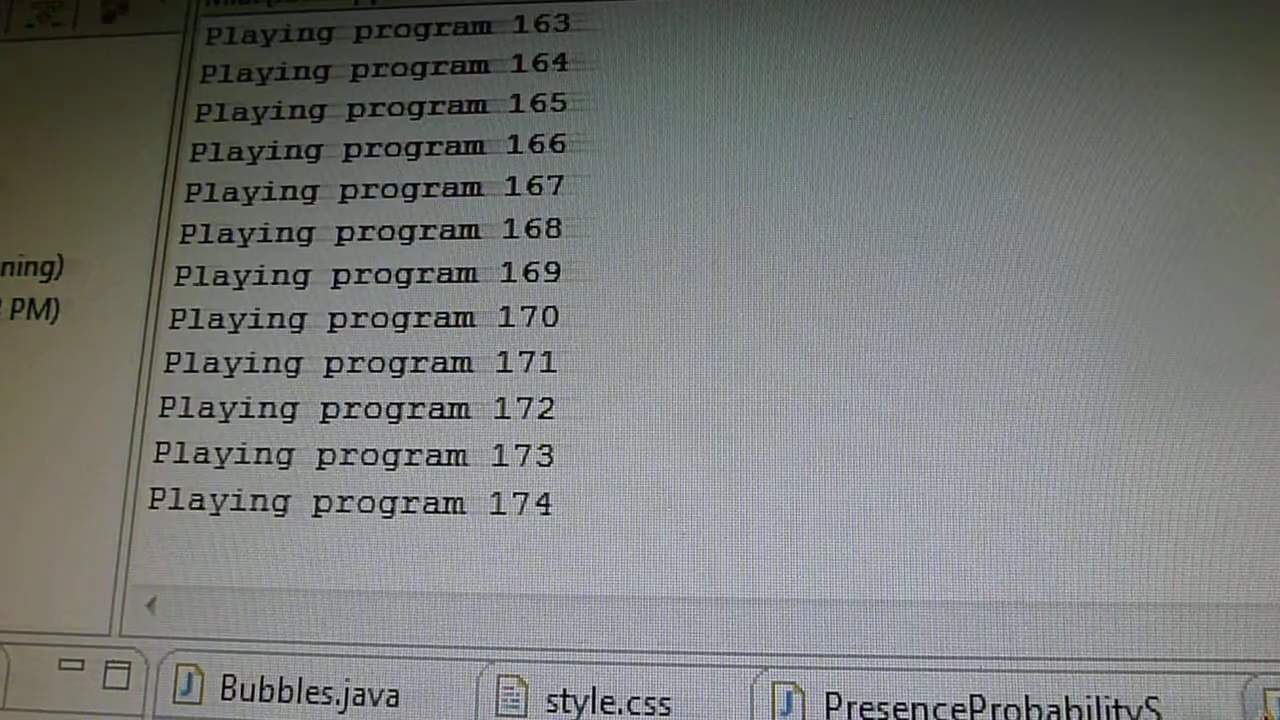 Playing program 163
Playing program 164
Playing program 165
Playing program 166
Playing program 167
Playing program 168
Playing program 169
Playing program 170
Playing program 171
Playing program 172
Playing program 173
Playing program 174
ning)
PM)
Bubbles.java
style.css
PresenceProbabilityS